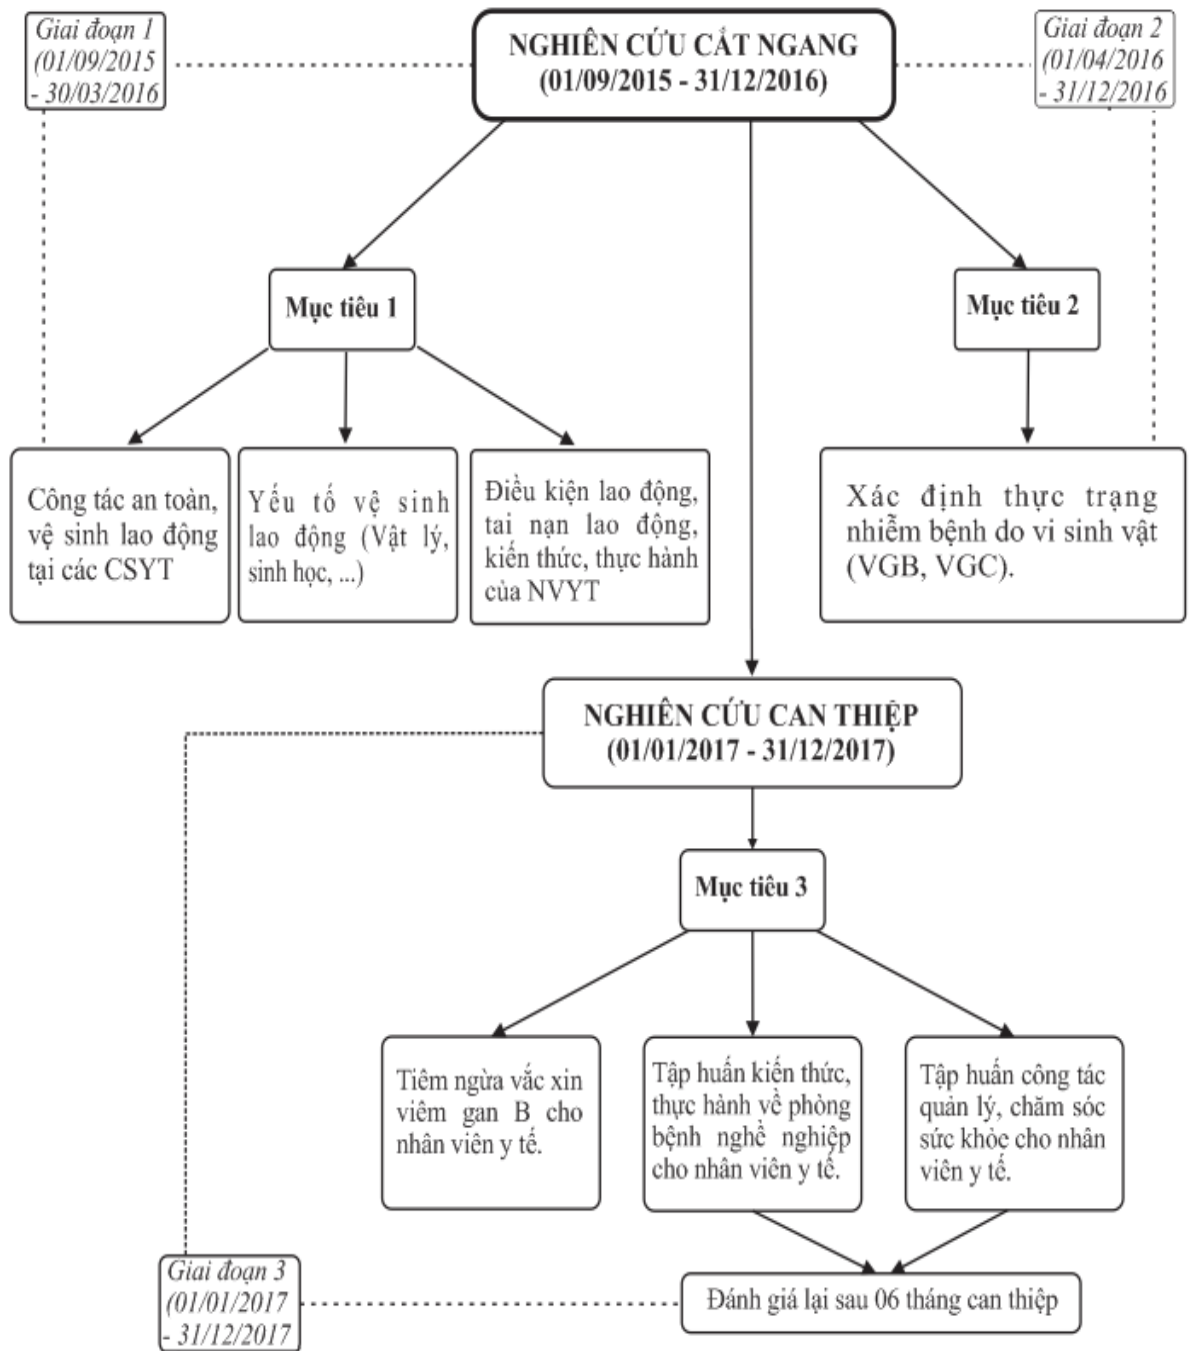 Giai đoạn 1
(01/09/2015
- 30/03/2016
NGHIÊN CỨU CẮT NGANG
(01/09/2015 - 31/12/2016)
Giai đoạn 2
(01/04/2016
- 31/12/2016
Mục tiêu 1
Mục tiêu 2
Công tác an toàn,
vệ sinh lao động
tại các CSYT
Yếu tố vệ sinh
lao động (Vật lý,
sinh học, ...)
Điều kiện lao động,
tai nạn lao động,
kiến thức, thực hành
của NVYT
Xác định thực trạng
nhiễm bệnh do vi sinh vật
(VGB, VGC).
NGHIÊN CỨU CAN THIỆP
(01/01/2017 - 31/12/2017)
Mục tiêu 3
Tiêm ngừa vắc xin
viêm gan B cho
nhân viên y tế.
Tập huấn kiến thức,
thực hành về phòng
bệnh nghề nghiệp
cho nhân viên y tế.
Tập huấn công tác
quản lý, chăm sóc
sức khỏe cho nhân
viên y tế.
Giai đoạn 3
(01/01/2017
- 31/12/2017
Đánh giá lại sau 06 tháng can thiệp